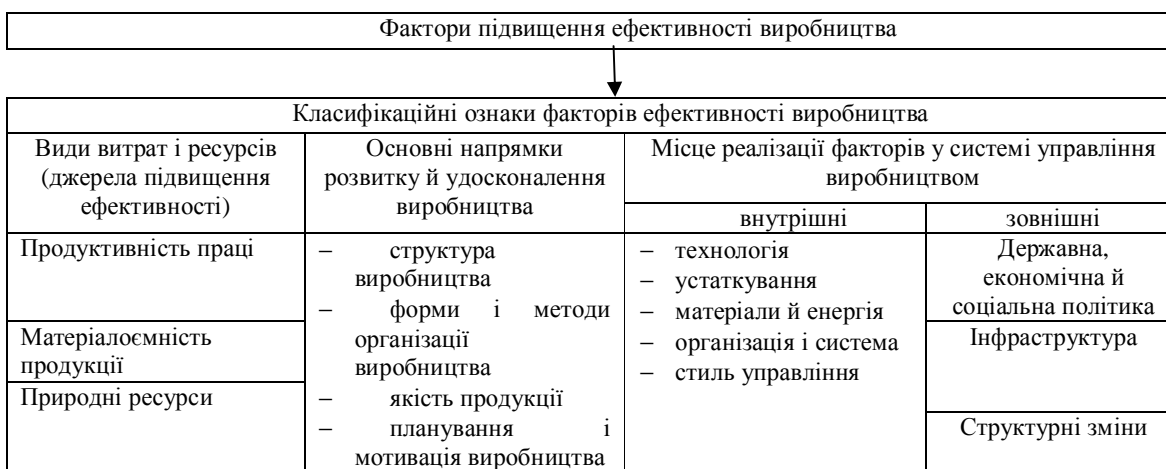 Фактори підвищення ефективності виробництва
Класифікаційні ознаки факторів ефективності виробництва
Види витрат і ресурсів
(джерела підвищення
ефективності)
Основні напрямки
розвитку й удосконалення
виробництва
Місце реалізації факторів у системі управління
виробництвом
внутрішні
зовнішні
Продуктивність праці
Матеріалоємність
продукції
Природні ресурси
– структура
виробництва
– форми і методи
організації
виробництва
– якість продукції
– планування і
мотивація виробництва
– технологія
– устаткування
– матеріали й енергія
– організація і система
– стиль управління
Державна,
економічна й
соціальна політика
Інфраструктура
Структурні зміни